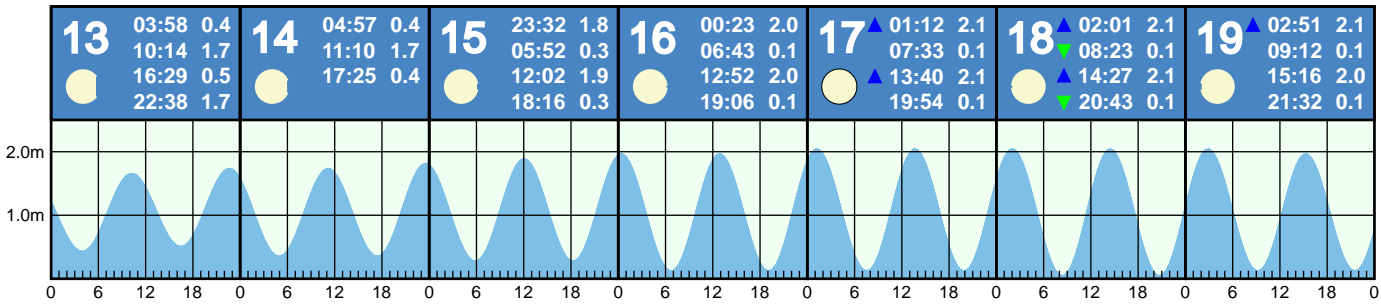 13
03:58 0.4
10:14 1.7
16:29 0.5
22:38 1.7
14
04:57 0.4
11:10 1.7
17:25 0.4
15
23:32 1.8
05:52 0.3
12:02 1.9
18:16 0.3
16
00:23 2.0
06:43 0.1
12:52 2.0
19:06 0.1
17
▲ 01:12 2.1
07:33 0.1
▲ 13:40 2.1
19:54 0.1
18
▲ 02:01 2.1
▼ 08:23 0.1
▲ 14:27 2.1
▼ 20:43 0.1
19
▲ 02:51 2.1
09:12 0.1
15:16 2.0
21:32 0.1
2.0m
1.0m
0 6 12 18 0 6 12 18 0 6 12 18 0 6 12 18 0 6 12 18 0 6 12 18 0 6 12 18 0